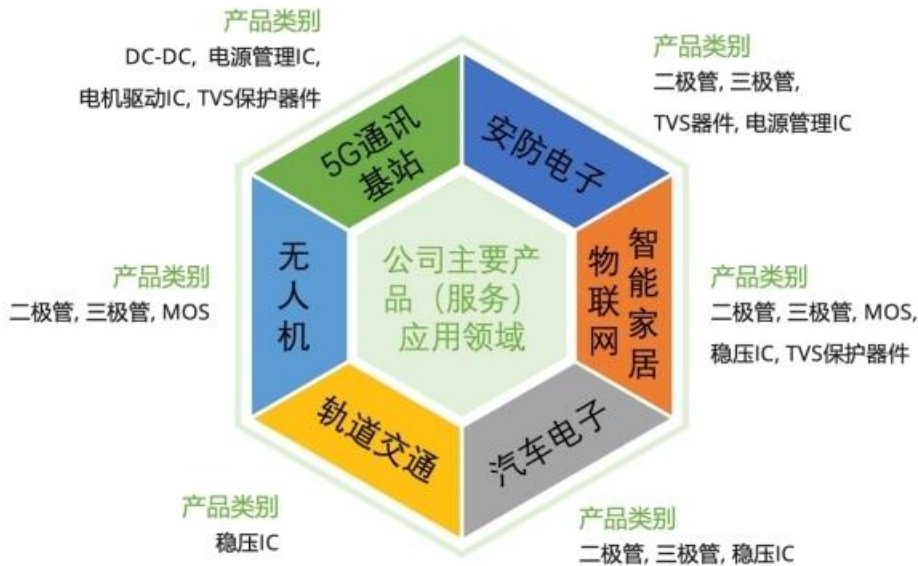 产品类别
DC-DC, 电源管理IC,
电机驱动IC, TVS保护器件
产品类别
二极管, 三极管,
TVS器件, 电源管理IC
5G通讯
基站
安防电子
无人机
公司主要产
品（服务）
应用领域
智能家居
物联网
产品类别
二极管, 三极管, MOS
产品类别
二极管, 三极管, MOS,
稳压IC, TVS保护器件
轨道交通
汽车电子
产品类别
稳压IC
产品类别
二极管, 三极管, 稳压IC